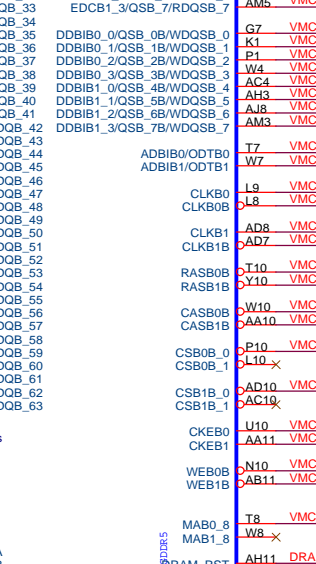 QB_33 EDCB1_3/QSB_7/RDQSB_7 AM5 VMC
QB_34
QB_35 DDBIB0_0/QSB_0B/WDQSB_0 G7 VMC
QB_36 DDBIB0_1/QSB_1B/WDQSB_1 K1 VMC
QB_37 DDBIB0_2/QSB_2B/WDQSB_2 P1 VMC
QB_38 DDBIB0_3/QSB_3B/WDQSB_3 W4 VMC
QB_39 DDBIB1_0/QSB_4B/WDQSB_4 AC4 VMC
QB_40 DDBIB1_1/QSB_5B/WDQSB_5 AH3 VMC
QB_41 DDBIB1_2/QSB_6B/WDQSB_6 AJ8 VMC
DQB_42 DDBIB1_3/QSB_7B/WDQSB_7 AM3 VMC
DQB_43
DQB_44 ADBIB0/ODTB0 T7 VMC
DQB_45 ADBIB1/ODTB1 W7 VMC
DQB_46
DQB_47 CLKB0 L9 VMC
DQB_48 CLKB0B L8 VMC
DQB_49
DQB_50 CLKB1 AD8 VMC
DQB_51 CLKB1B AD7 VMC
DQB_52
DQB_53 RASB0B T10 VMC
DQB_54 RASB1B Y10 VMC
DQB_55
DQB_56 CASB0B W10 VMC
DQB_57 CASB1B AA10 VMC
DQB_58
DQB_59 CSB0B_0 P10 VMC
DQB_60 CSB0B_1 L10
DQB_61
DQB_62 CSB1B_0 AD10 VMC
DQB_63 CSB1B_1 AC10
CKEB0 U10 VMC
CKEB1 AA11 VMC
WEB0B N10 VMC
WEB1B AB11 VMC
MAB0_8 T8 VMC
MAB1_8 W8
DDR5
DRAM_RST AH11 DRA